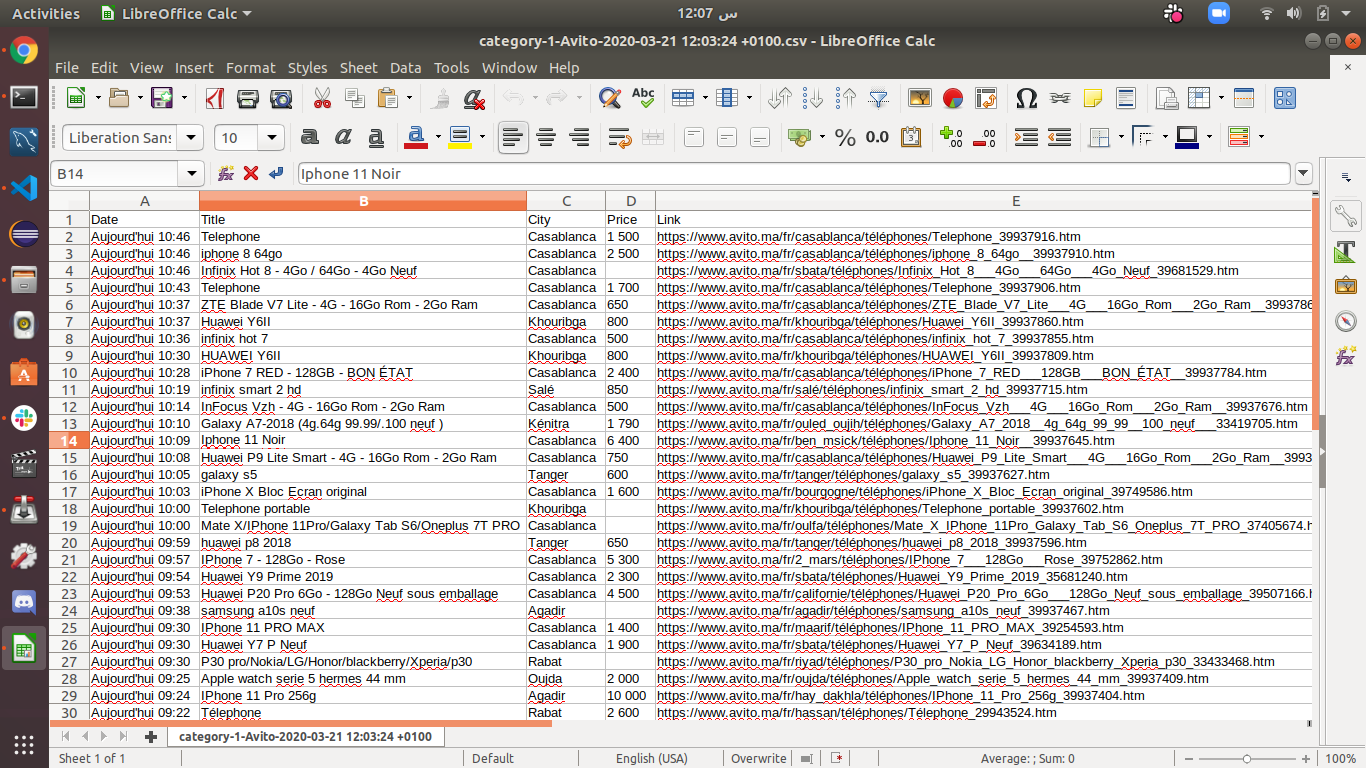 Activities LibreOffice Calc 12:07 س
category-1-Avito-2020-03-21 12:03:24 +0100.csv - LibreOffice Calc
File Edit View Insert Format Styles Sheet Data Tools Window Help
Liberation Sans 10
B14 Iphone 11 Noir
A B C D E
1 Date Title City Price Link
2 Aujourd'hui 10:46 Telephone Casablanca 1 500 https://www.avito.ma/fr/casablanca/téléphones/Telephone_39937916.htm
3 Aujourd'hui 10:46 iphone 8 64go Casablanca 2 500 https://www.avito.ma/fr/casablanca/téléphones/iphone_8_64go__39937910.htm
4 Aujourd'hui 10:46 Infinix Hot 8 - 4Go / 64Go - 4Go Neuf Casablanca https://www.avito.ma/fr/sbata/téléphones/Infinix_Hot_8___4Go___64Go___4Go_Neuf_39681529.htm
5 Aujourd'hui 10:43 Telephone Casablanca 1 700 https://www.avito.ma/fr/casablanca/téléphones/Telephone_39937906.htm
6 Aujourd'hui 10:37 ZTE Blade V7 Lite - 4G - 16Go Rom - 2Go Ram Casablanca 650 https://www.avito.ma/fr/casablanca/téléphones/ZTE_Blade_V7_Lite___4G___16Go_Rom___2Go_Ram__3993786
7 Aujourd'hui 10:37 Huawei Y6II Khouribga 800 https://www.avito.ma/fr/khouribga/téléphones/Huawei_Y6II_39937860.htm
8 Aujourd'hui 10:36 infinix hot 7 Casablanca 500 https://www.avito.ma/fr/casablanca/téléphones/infinix_hot_7_39937855.htm
9 Aujourd'hui 10:30 HUAWEI Y6II Khouribga 800 https://www.avito.ma/fr/khouribga/téléphones/HUAWEI_Y6II_39937809.htm
10 Aujourd'hui 10:28 iPhone 7 RED - 128GB - BON ÉTAT Casablanca 2 400 https://www.avito.ma/fr/casablanca/téléphones/iPhone_7_RED___128GB___BON_ÉTAT__39937784.htm
11 Aujourd'hui 10:19 infinix smart 2 hd Salé 850 https://www.avito.ma/fr/salé/téléphones/infinix_smart_2_hd_39937715.htm
12 Aujourd'hui 10:14 InFocus Vzh - 4G - 16Go Rom - 2Go Ram Casablanca 500 https://www.avito.ma/fr/casablanca/téléphones/InFocus_Vzh___4G___16Go_Rom___2Go_Ram__39937676.htm
13 Aujourd'hui 10:10 Galaxy A7-2018 (4g.64g 99.99/.100 neuf ) Kénitra 1 790 https://www.avito.ma/fr/ouled_oujih/téléphones/Galaxy_A7_2018__4g_64g_99_99__100_neuf___33419705.htm
14 Aujourd'hui 10:09 Iphone 11 Noir Casablanca 6 400 https://www.avito.ma/fr/ben_msick/téléphones/Iphone_11_Noir__39937645.htm
15 Aujourd'hui 10:08 Huawei P9 Lite Smart - 4G - 16Go Rom - 2Go Ram Casablanca 750 https://www.avito.ma/fr/casablanca/téléphones/Huawei_P9_Lite_Smart___4G___16Go_Rom___2Go_Ram__3993
16 Aujourd'hui 10:05 galaxy s5 Tanger 600 https://www.avito.ma/fr/tanger/téléphones/galaxy_s5_39937627.htm
17 Aujourd'hui 10:03 iPhone X Bloc Ecran original Casablanca 1 600 https://www.avito.ma/fr/bourgogne/téléphones/iPhone_X_Bloc_Ecran_original_39749586.htm
18 Aujourd'hui 10:00 Telephone portable Khouribga https://www.avito.ma/fr/khouribga/téléphones/Telephone_portable_39937602.htm
19 Aujourd'hui 10:00 Mate X/IPhone 11Pro/Galaxy Tab S6/Oneplus 7T PRO Casablanca https://www.avito.ma/fr/oulfa/téléphones/Mate_X_IPhone_11Pro_Galaxy_Tab_S6_Oneplus_7T_PRO_37405674.h
20 Aujourd'hui 09:59 huawei p8 2018 Tanger 650 https://www.avito.ma/fr/tanger/téléphones/huawei_p8_2018_39937596.htm
21 Aujourd'hui 09:57 IPhone 7 - 128Go - Rose Casablanca 5 300 https://www.avito.ma/fr/2_mars/téléphones/IPhone_7___128Go___Rose_39752862.htm
22 Aujourd'hui 09:54 Huawei Y9 Prime 2019 Casablanca 2 300 https://www.avito.ma/fr/sbata/téléphones/Huawei_Y9_Prime_2019_35681240.htm
23 Aujourd'hui 09:53 Huawei P20 Pro 6Go - 128Go Neuf sous emballage Casablanca 4 500 https://www.avito.ma/fr/californie/téléphones/Huawei_P20_Pro_6Go___128Go_Neuf_sous_emballage_39507166.h
24 Aujourd'hui 09:38 samsung a10s neuf Agadir https://www.avito.ma/fr/agadir/téléphones/samsung_a10s_neuf_39937467.htm
25 Aujourd'hui 09:30 IPhone 11 PRO MAX Casablanca 1 400 https://www.avito.ma/fr/maarif/téléphones/IPhone_11_PRO_MAX_39254593.htm
26 Aujourd'hui 09:30 Huawei Y7 P Neuf Casablanca 1 900 https://www.avito.ma/fr/sbata/téléphones/Huawei_Y7_P_Neuf_39634189.htm
27 Aujourd'hui 09:30 P30 pro/Nokia/LG/Honor/blackberry/Xperia/p30 Rabat https://www.avito.ma/fr/riyad/téléphones/P30_pro_Nokia_LG_Honor_blackberry_Xperia_p30_33433468.htm
28 Aujourd'hui 09:25 Apple watch serie 5 hermes 44 mm Oujda 2 000 https://www.avito.ma/fr/oujda/téléphones/Apple_watch_serie_5_hermes_44_mm_39937409.htm
29 Aujourd'hui 09:24 IPhone 11 Pro 256g Agadir 10 000 https://www.avito.ma/fr/hay_dakhla/téléphones/IPhone_11_Pro_256g_39937404.htm
30 Aujourd'hui 09:22 Télephone Rabat 2 600 https://www.avito.ma/fr/hassan/téléphones/Télephone_29943524.htm
category-1-Avito-2020-03-21 12:03:24 +0100
Sheet 1 of 1 Default English (USA) Overwrite Average: ; Sum: 0 100%